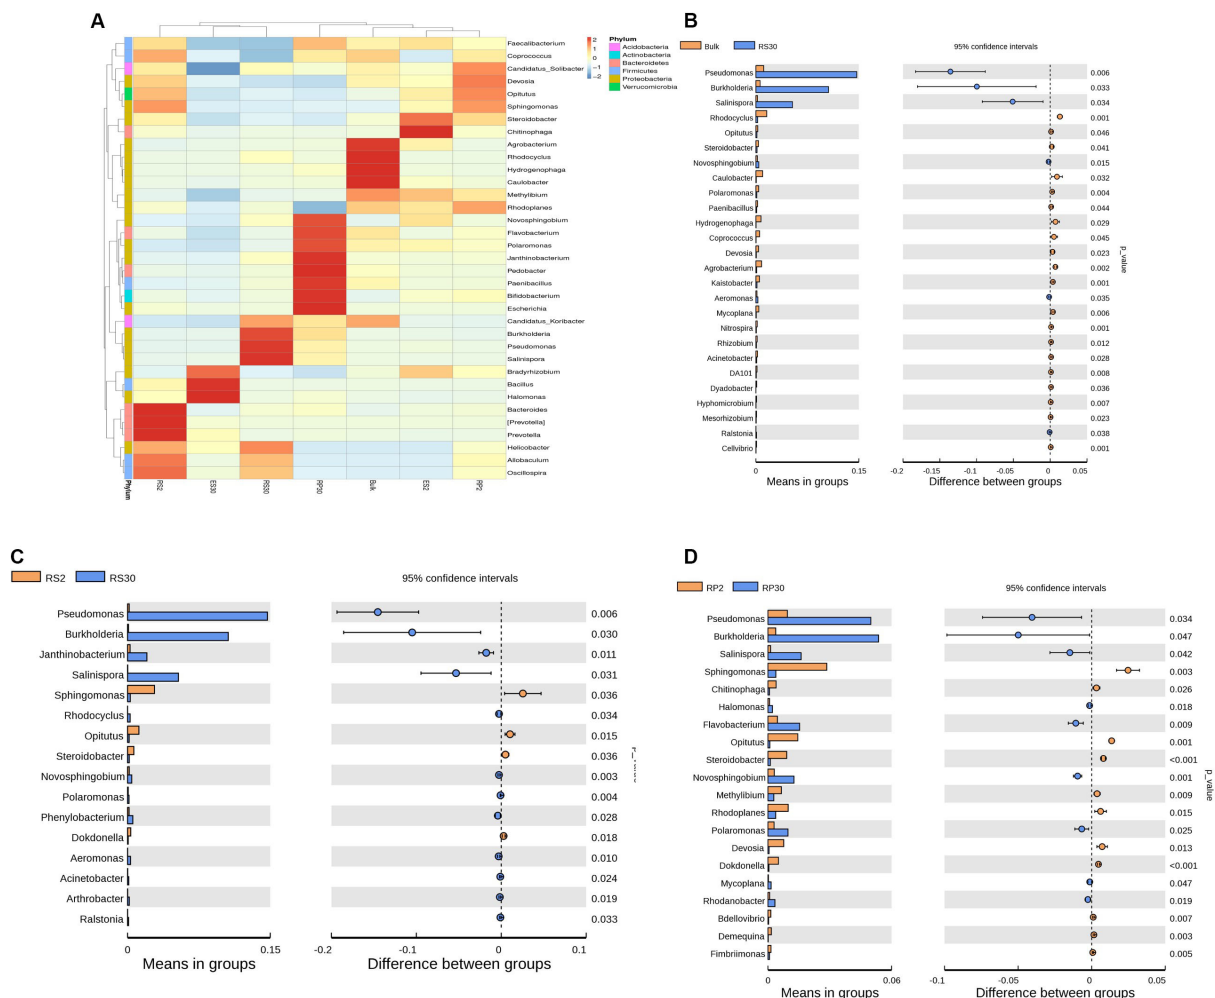 A
Phylum
Acidobacteria
Actinobacteria
Bacteroidetes
Firmicutes
Proteobacteria
Verrucomicrobia
2
1
0
−1
−2
Faecalibacterium
Coprococcus
Candidatus_Solibacter
Devosia
Opitutus
Sphingomonas
Steroidobacter
Chitinophaga
Agrobacterium
Rhodocyclus
Hydrogenophaga
Caulobacter
Methylibium
Rhodoplanes
Novosphingobium
Flavobacterium
Polaromonas
Janthinobacterium
Pedobacter
Paenibacillus
Bifidobacterium
Escherichia
Candidatus_Koribacter
Burkholderia
Pseudomonas
Salinispora
Bradyrhizobium
Bacillus
Halomonas
Bacteroides
[Prevotella]
Prevotella
Helicobacter
Allobaculum
Oscillospira
Phylum RS2 ES30 RS30 RP30 Bulk ES2 RP2
B
Bulk RS30 95% confidence intervals
Pseudomonas 0.006
Burkholderia 0.033
Salinispora 0.034
Rhodocyclus 0.001
Opitutus 0.046
Steroidobacter 0.041
Novosphingobium 0.015
Caulobacter 0.032
Polaromonas 0.004
Paenibacillus 0.044
Hydrogenophaga 0.029
Coprococcus 0.045
Devosia 0.023
Agrobacterium 0.002
Kaistobacter 0.001
Aeromonas 0.035
Mycoplana 0.006
Nitrospira 0.001
Rhizobium 0.012
Acinetobacter 0.028
DA101 0.008
Dyadobacter 0.036
Hyphomicrobium 0.007
Mesorhizobium 0.023
Ralstonia 0.038
Cellvibrio 0.001
p_value
0 0.15 -0.2 -0.15 -0.1 -0.05 0 0.05
Means in groups Difference between groups
C
RS2 RS30 95% confidence intervals
Pseudomonas 0.006
Burkholderia 0.030
Janthinobacterium 0.011
Salinispora 0.031
Sphingomonas 0.036
Rhodocyclus 0.034
Opitutus 0.015
Steroidobacter 0.036
Novosphingobium 0.003
Polaromonas 0.004
Phenylobacterium 0.028
Dokdonella 0.018
Aeromonas 0.010
Acinetobacter 0.024
Arthrobacter 0.019
Ralstonia 0.033
0 0.15 -0.2 -0.1 0 0.1
Means in groups Difference between groups
D
RP2 RP30 95% confidence intervals
Pseudomonas 0.034
Burkholderia 0.047
Salinispora 0.042
Sphingomonas 0.003
Chitinophaga 0.026
Halomonas 0.018
Flavobacterium 0.009
Opitutus 0.001
Steroidobacter <0.001
Novosphingobium 0.001
Methylibium 0.009
Rhodoplanes 0.015
Polaromonas 0.025
Devosia 0.013
Dokdonella <0.001
Mycoplana 0.047
Rhodanobacter 0.019
Bdellovibrio 0.007
Demequina 0.003
Fimbriimonas 0.005
p_value
0 0.06 -0.1 -0.05 0 0.05
Means in groups Difference between groups